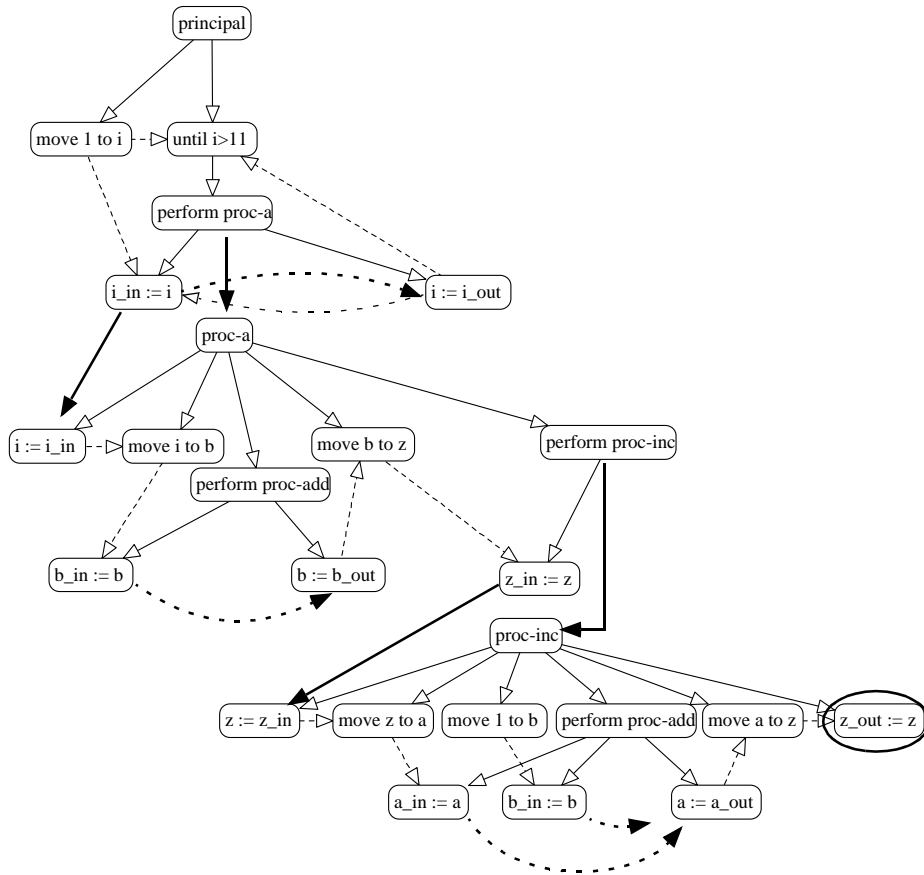 principal
move 1 to i
until i>11
perform proc-a
i_in := i
i := i_out
proc-a
i := i_in
move i to b
move b to z
perform proc-inc
perform proc-add
b_in := b
b := b_out
z_in := z
proc-inc
z := z_in
move z to a
move 1 to b
perform proc-add
move a to z
z_out := z
a_in := a
b_in := b
a := a_out